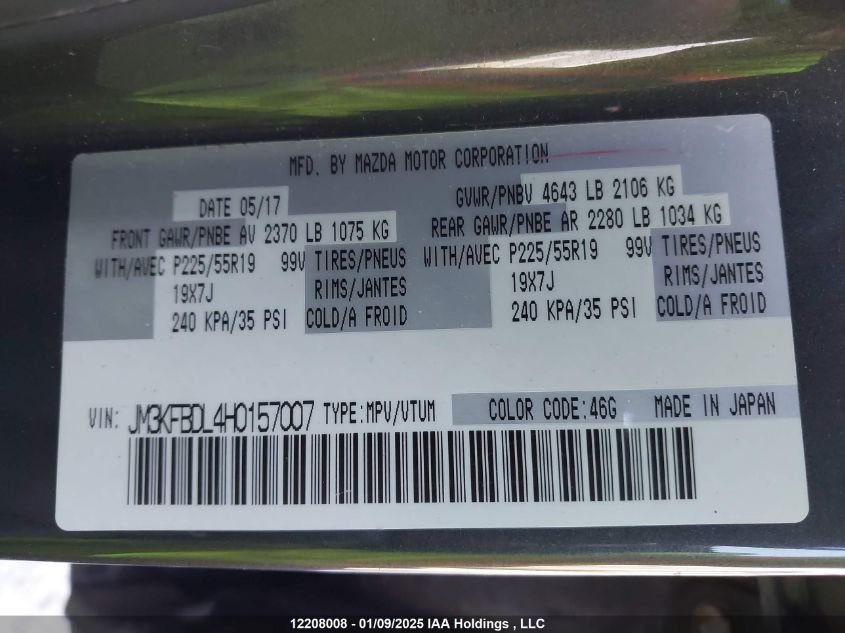 MFD. BY MAZDA MOTOR CORPORATION
DATE 05/17 GVWR/PNBV 4643 LB 2106 KG
FRONT GAWR/PNBE AV 2370 LB 1075 KG REAR GAWR/PNBE AR 2280 LB 1034 KG
WITH/AVEC P225/55R19 99V TIRES/PNEUS WITH/AVEC P225/55R19 99V TIRES/PNEUS
19X7J RIMS/JANTES 19X7J RIMS/JANTES
240 KPA/35 PSI COLD/A FROID 240 KPA/35 PSI COLD/A FROID
VIN: JM3KFBDL4H0157007 TYPE:MPV/VTUM COLOR CODE:46G MADE IN JAPAN
12208008 - 01/09/2025 IAA Holdings , LLC